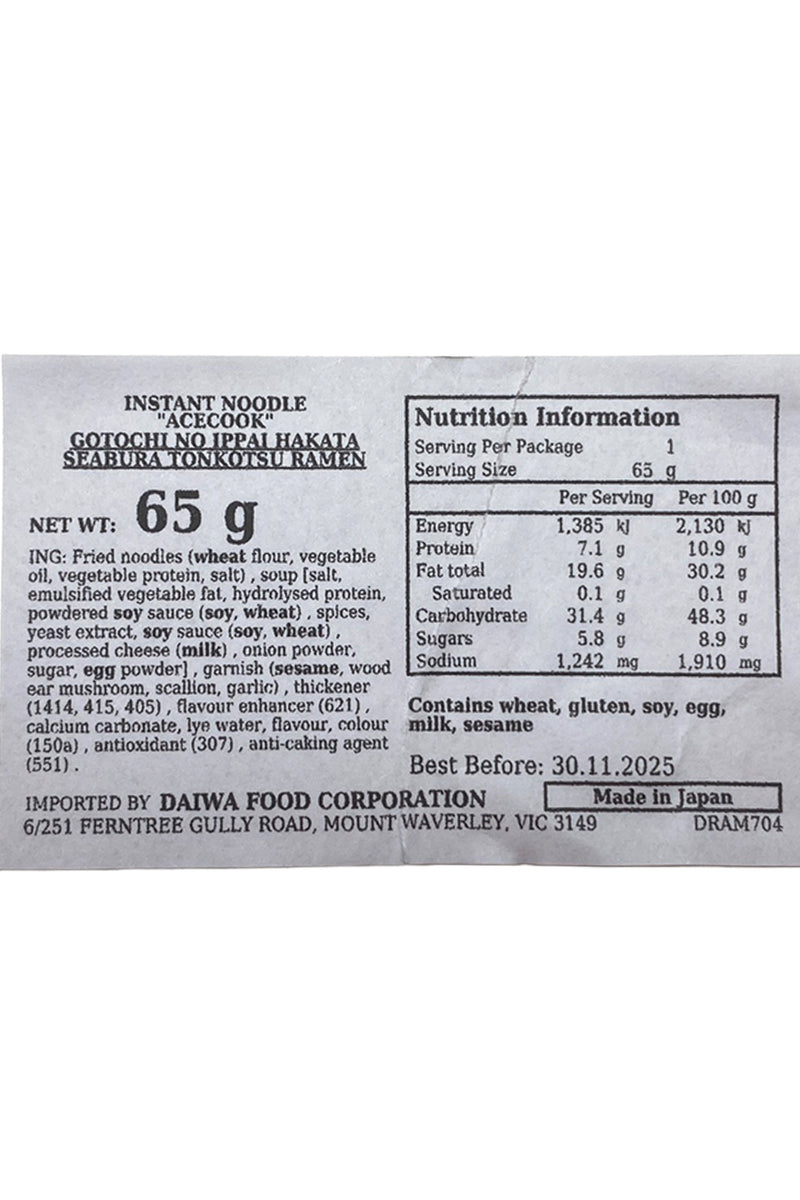 INSTANT NOODLE
"ACECOOK"
GOTOCHI NO IPPAI HAKATA
SEABURA TONKOTSU RAMEN
NET WT: 65 g
ING: Fried noodles (wheat flour, vegetable
oil, vegetable protein, salt) , soup [salt,
emulsified vegetable fat, hydrolysed protein,
powdered soy sauce (soy, wheat) , spices,
yeast extract, soy sauce (soy, wheat) ,
processed cheese (milk) , onion powder,
sugar, egg powder] , garnish (sesame, wood
ear mushroom, scallion, garlic) , thickener
(1414, 415, 405) , flavour enhancer (621) ,
calcium carbonate, lye water, flavour, colour
(150a) , antioxidant (307) , anti-caking agent
(551) .
Nutrition Information
Serving Per Package 1
Serving Size 65 g
Per Serving Per 100 g
Energy 1,385 kJ 2,130 kJ
Protein 7.1 g 10.9 g
Fat total 19.6 g 30.2 g
Saturated 0.1 g 0.1 g
Carbohydrate 31.4 g 48.3 g
Sugars 5.8 g 8.9 g
Sodium 1,242 mg 1,910 mg
Contains wheat, gluten, soy, egg,
milk, sesame
Best Before: 30.11.2025
IMPORTED BY DAIWA FOOD CORPORATION Made in Japan
6/251 FERNTREE GULLY ROAD, MOUNT WAVERLEY, VIC 3149 DRAM704